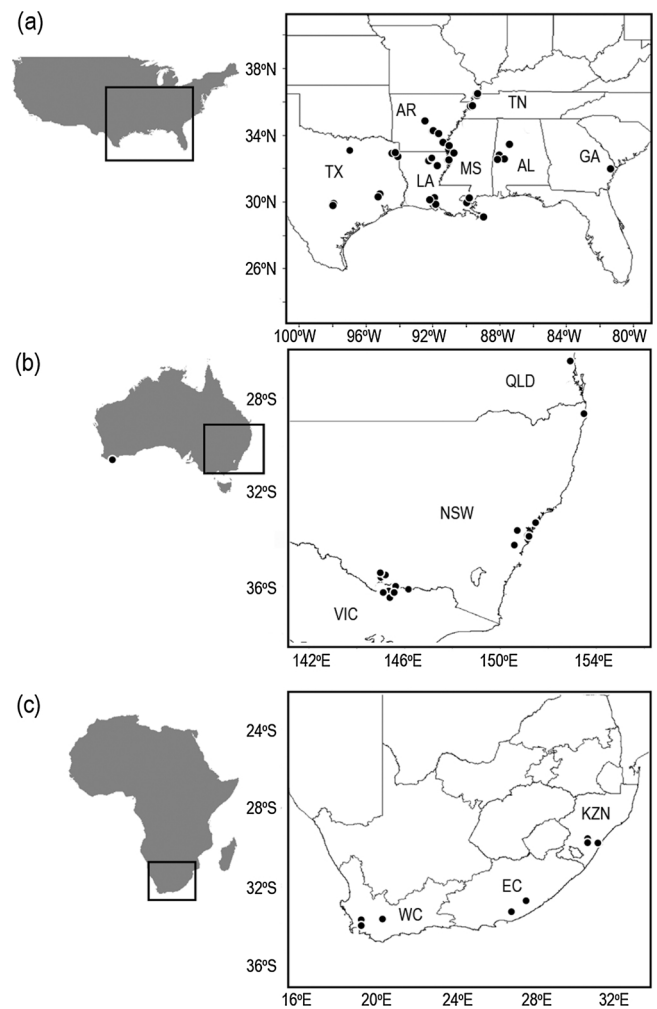 (a)
38ºN
34ºN
30ºN
26ºN
AR
TN
TX
LA
MS
AL
GA
100ºW 96ºW 92ºW 88ºW 84ºW 80ºW
(b)
28ºS
32ºS
36ºS
QLD
NSW
VIC
142ºE 146ºE 150ºE 154ºE
(c)
24ºS
28ºS
32ºS
36ºS
KZN
EC
WC
16ºE 20ºE 24ºE 28ºE 32ºE